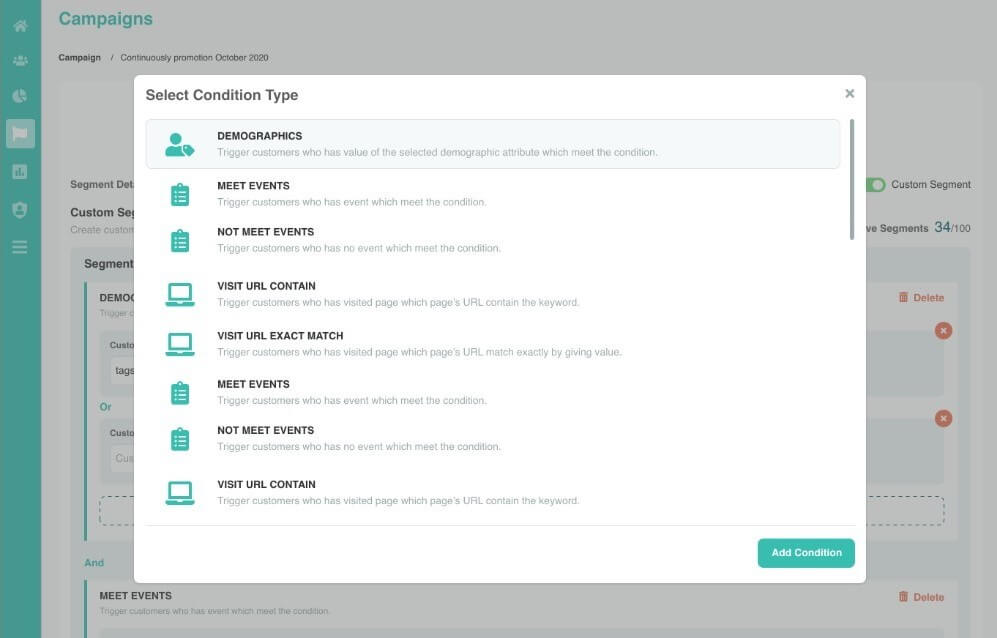 Campaigns
Campaign / Continuously promotion October 2020
Select Condition Type
DEMOGRAPHICS
Trigger customers who has value of the selected demographic attribute which meet the condition.
MEET EVENTS
Trigger customers who has event which meet the condition.
NOT MEET EVENTS
Trigger customers who has no event which meet the condition.
VISIT URL CONTAIN
Trigger customers who has visited page which page's URL contain the keyword.
VISIT URL EXACT MATCH
Trigger customers who has visited page which page's URL match exactly by giving value.
MEET EVENTS
Trigger customers who has event which meet the condition.
NOT MEET EVENTS
Trigger customers who has no event which meet the condition.
VISIT URL CONTAIN
Trigger customers who has visited page which page's URL contain the keyword.
Add Condition
Segment Deta
Custom Segment
Custom Seg
Create custom
ve Segments 34/100
Segment
DEMO
Delete
Trigger c
Custo
tags
Or
Custo
Cus
And
MEET EVENTS
Delete
Trigger customers who has event which meet the condition.